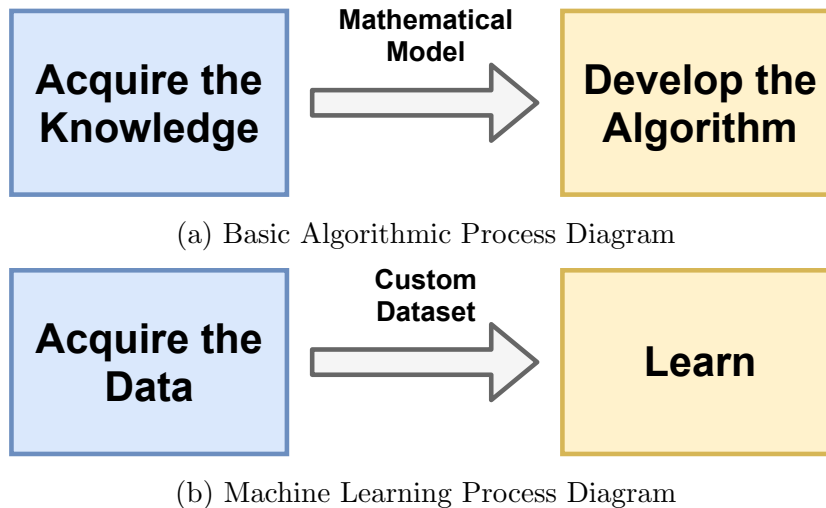 Mathematical
Model
Acquire the
Knowledge
Develop the
Algorithm
(a) Basic Algorithmic Process Diagram
Custom
Dataset
Acquire the
Data
Learn
(b) Machine Learning Process Diagram